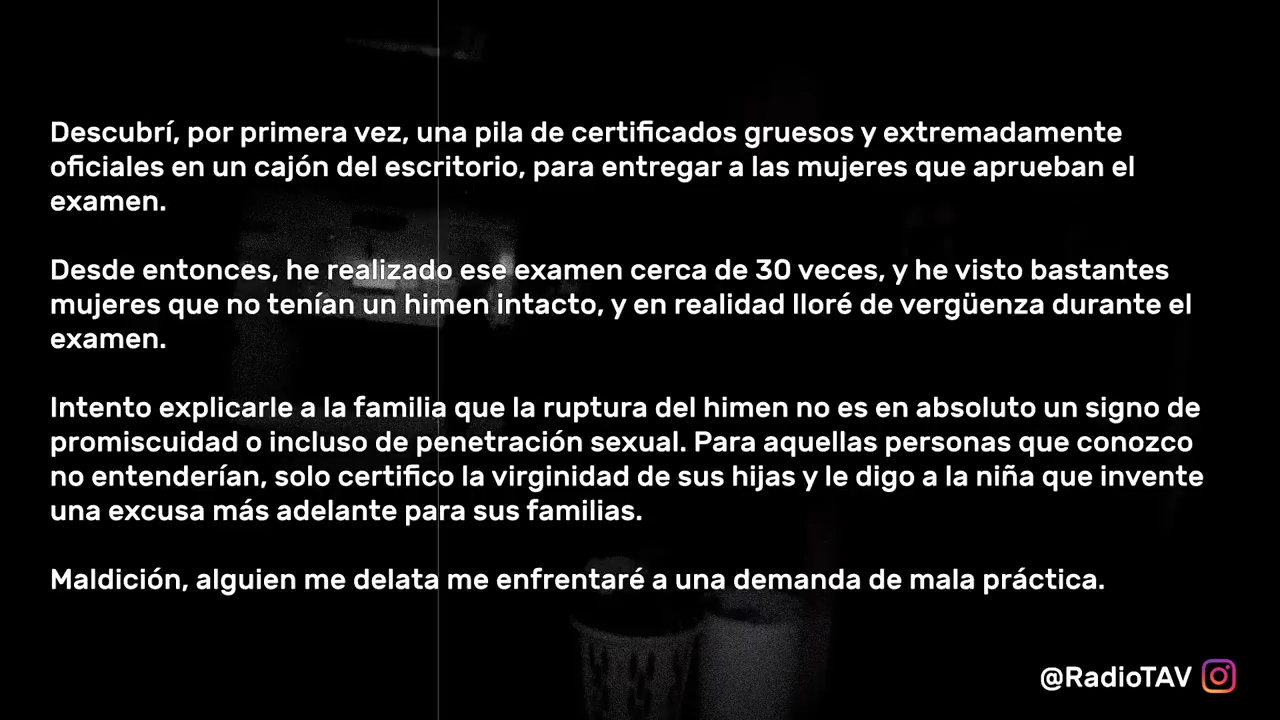 Descubrí, por primera vez, una pila de certificados gruesos y extremadamente
oficiales en un cajón del escritorio, para entregar a las mujeres que aprueban el
examen.
Desde entonces, he realizado ese examen cerca de 30 veces, y he visto bastantes
mujeres que no tenían un himen intacto, y en realidad lloré de vergüenza durante el
examen.
Intento explicarle a la familia que la ruptura del himen no es en absoluto un signo de
promiscuidad o incluso de penetración sexual. Para aquellas personas que conozco
no entenderían, solo certifico la virginidad de sus hijas y le digo a la niña que invente
una excusa más adelante para sus familias.
Maldición, alguien me delata me enfrentaré a una demanda de mala práctica.
@RadioTAV